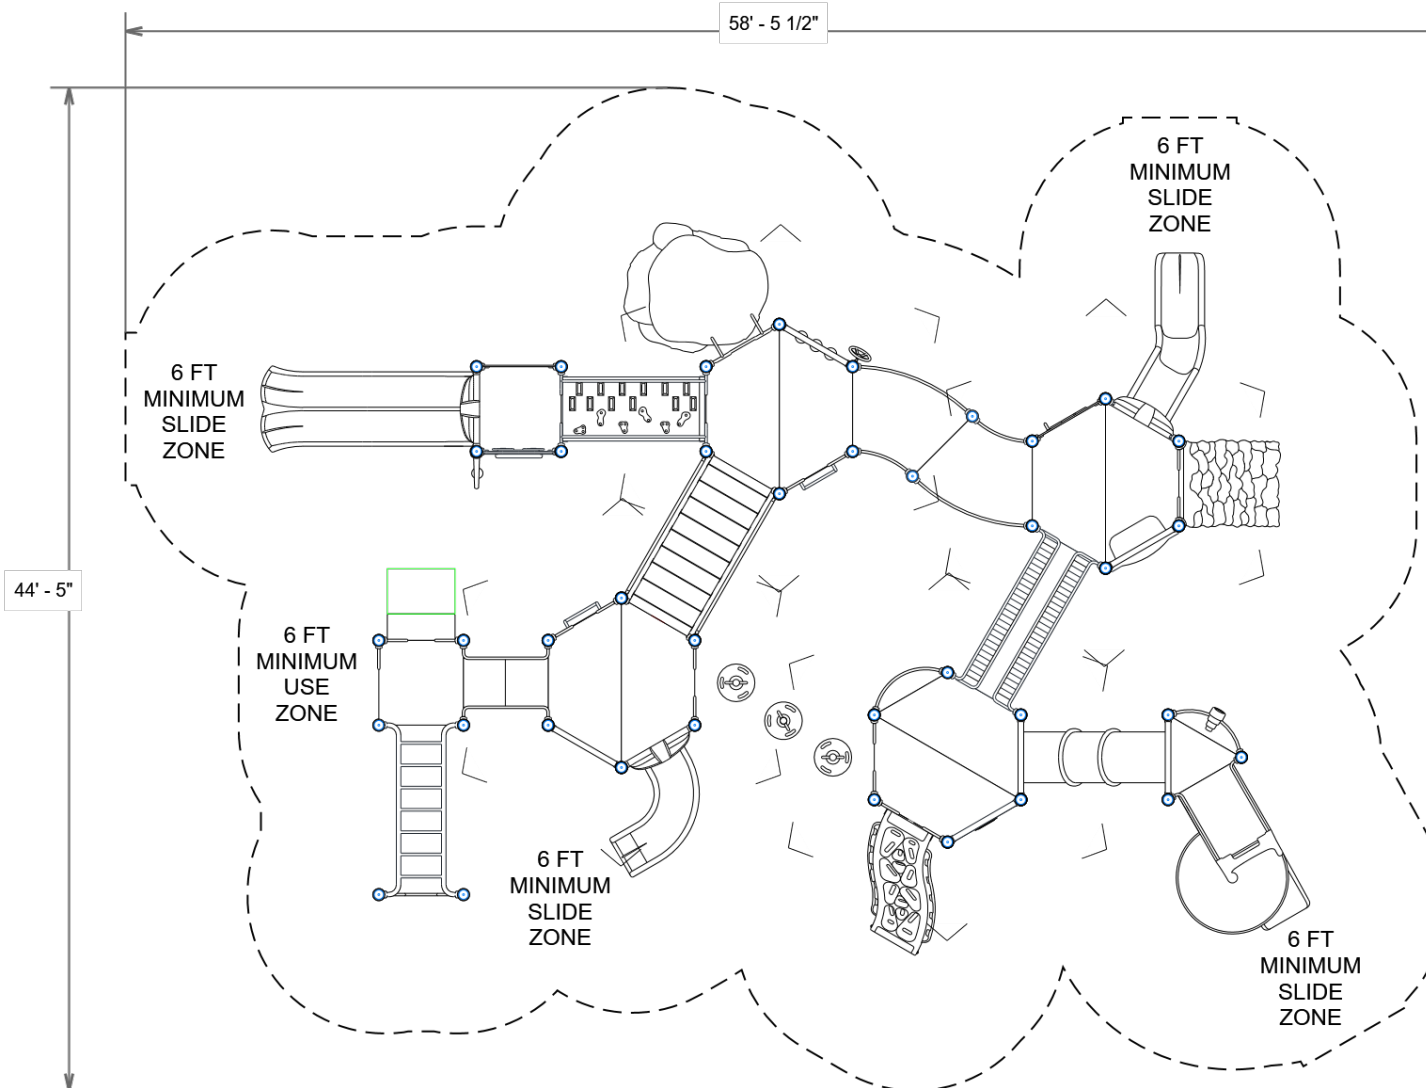 58' - 5 1/2"
6 FT
MINIMUM
SLIDE
ZONE
6 FT
MINIMUM
SLIDE
ZONE
44' - 5"
6 FT
MINIMUM
USE
ZONE
6 FT
MINIMUM
SLIDE
ZONE
6 FT
MINIMUM
SLIDE
ZONE